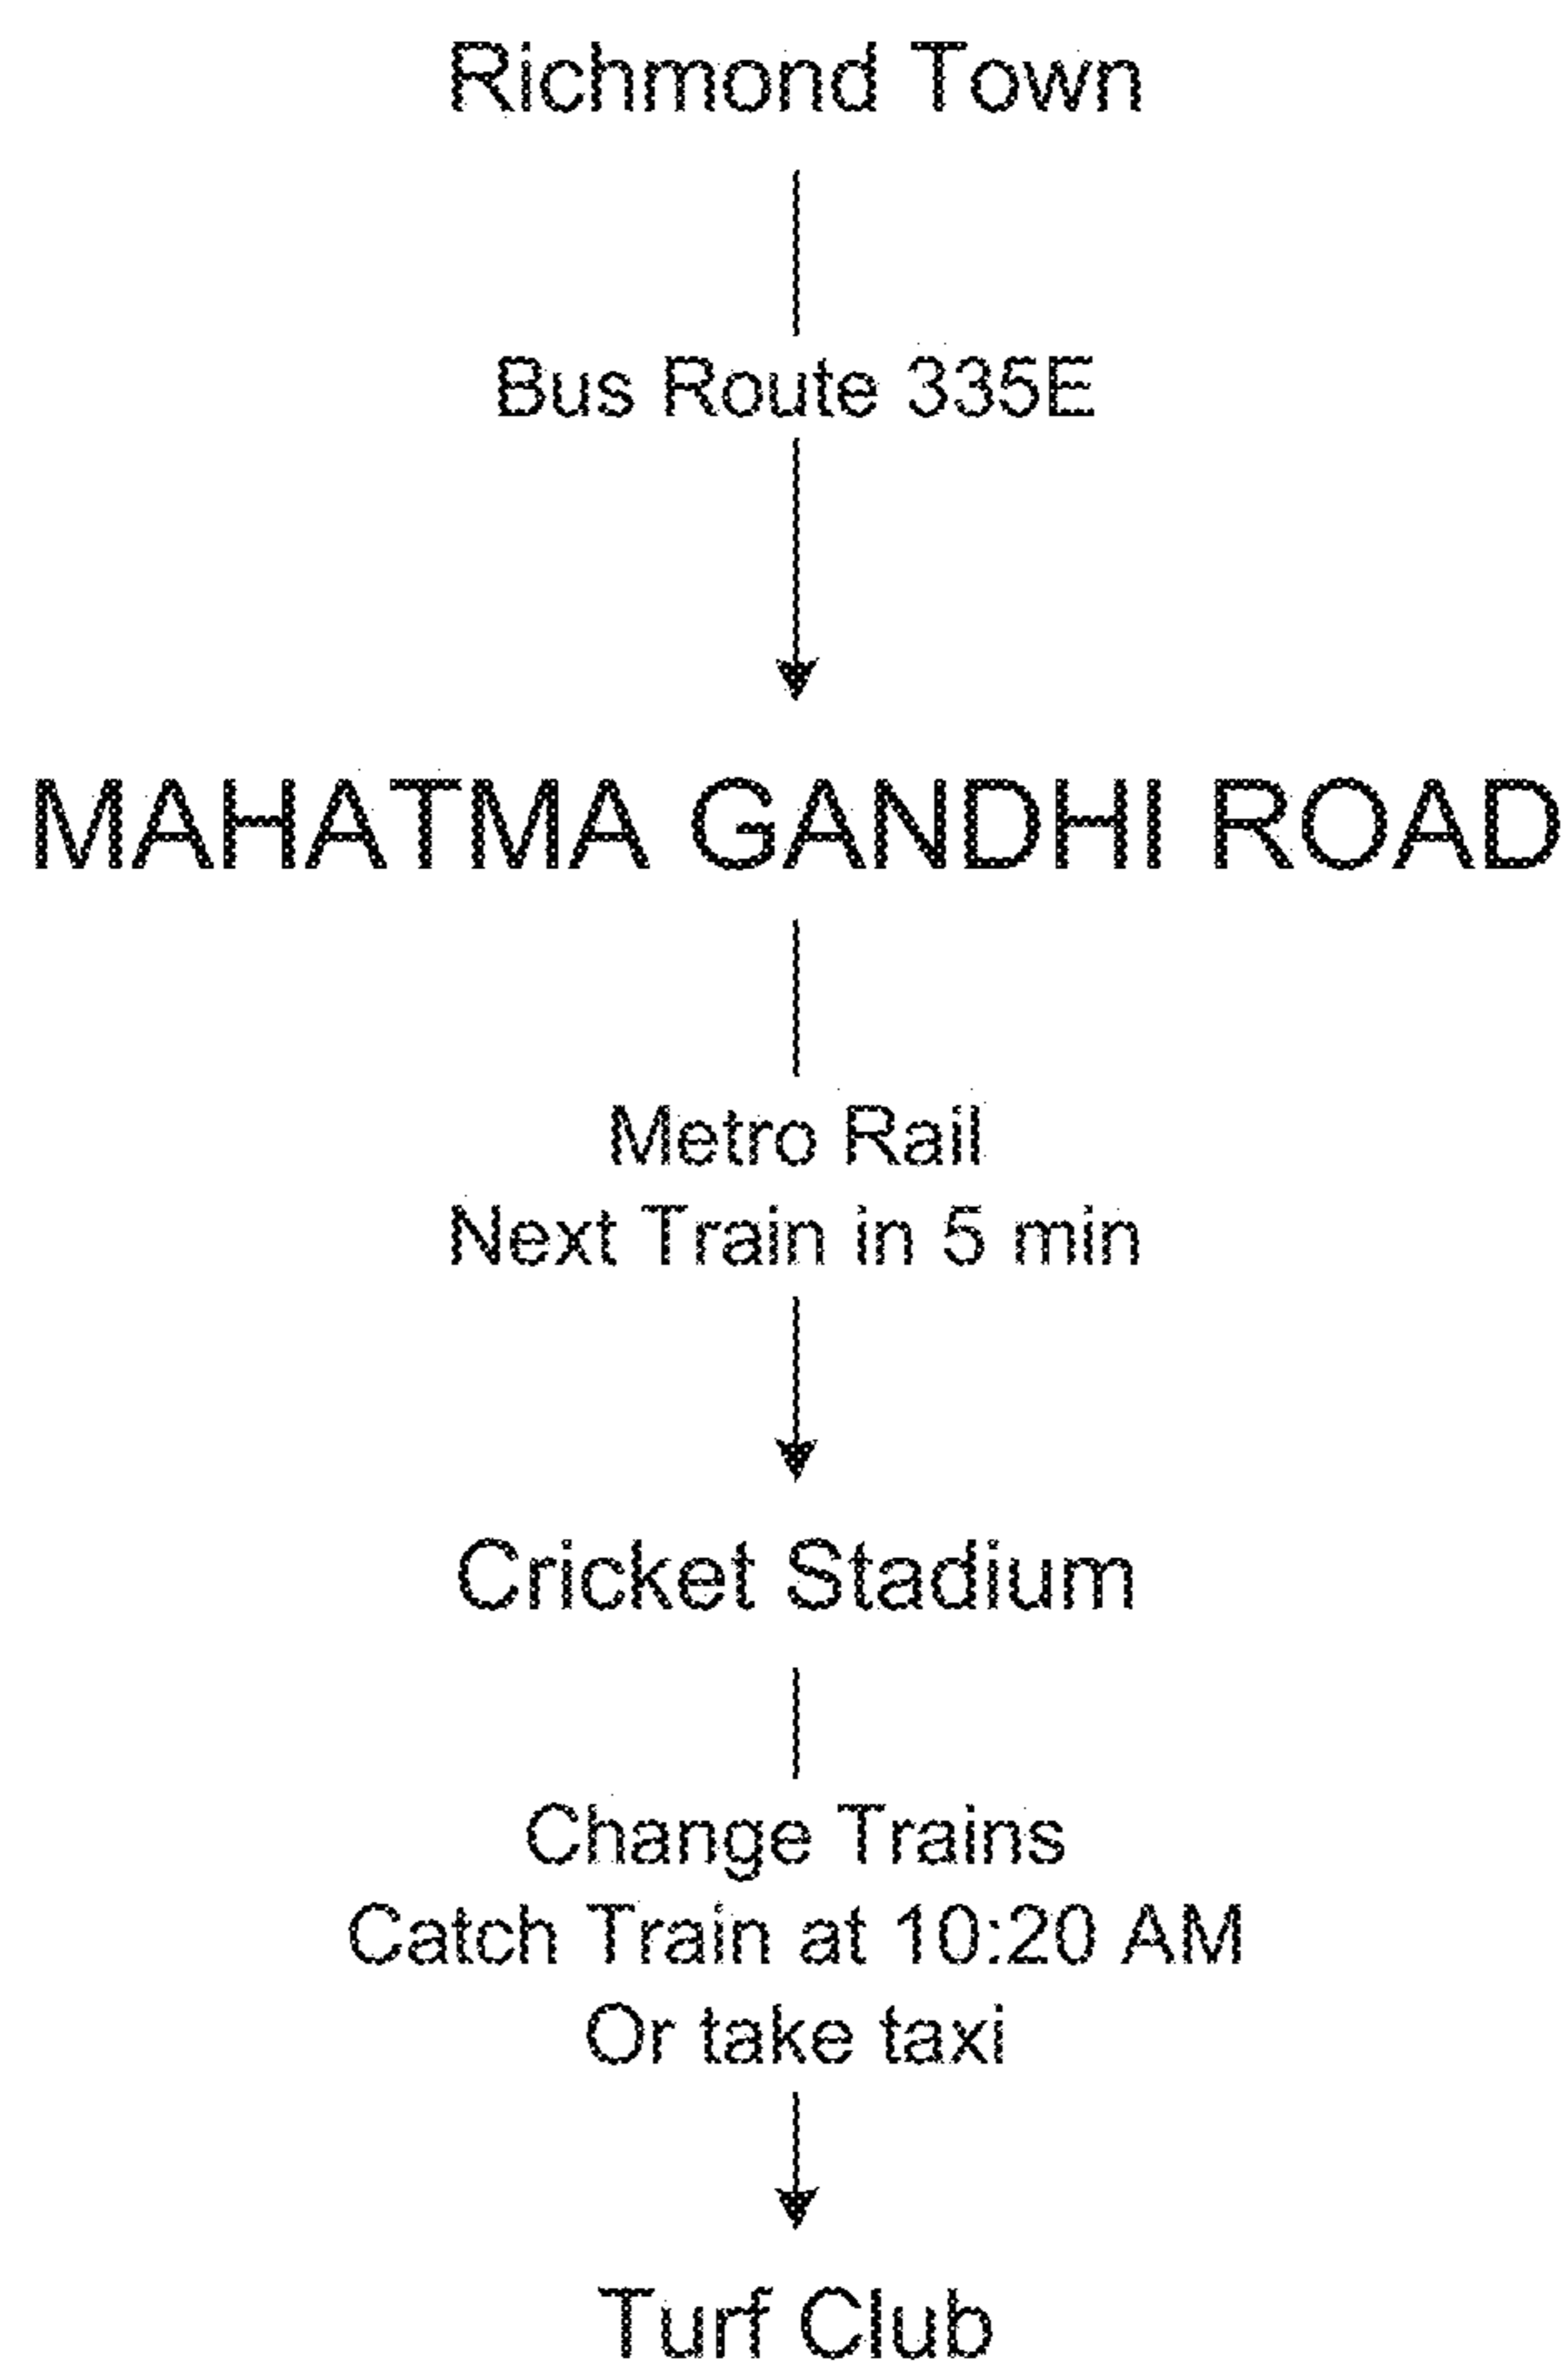 Richmond Town
Bus Route 335E
MAHATMA GANDHI ROAD
Metro Rail
Next Train in 5 min
Cricket Stadium
Change Trains
Catch Train at 10:20 AM
Or take taxi
Turf Club